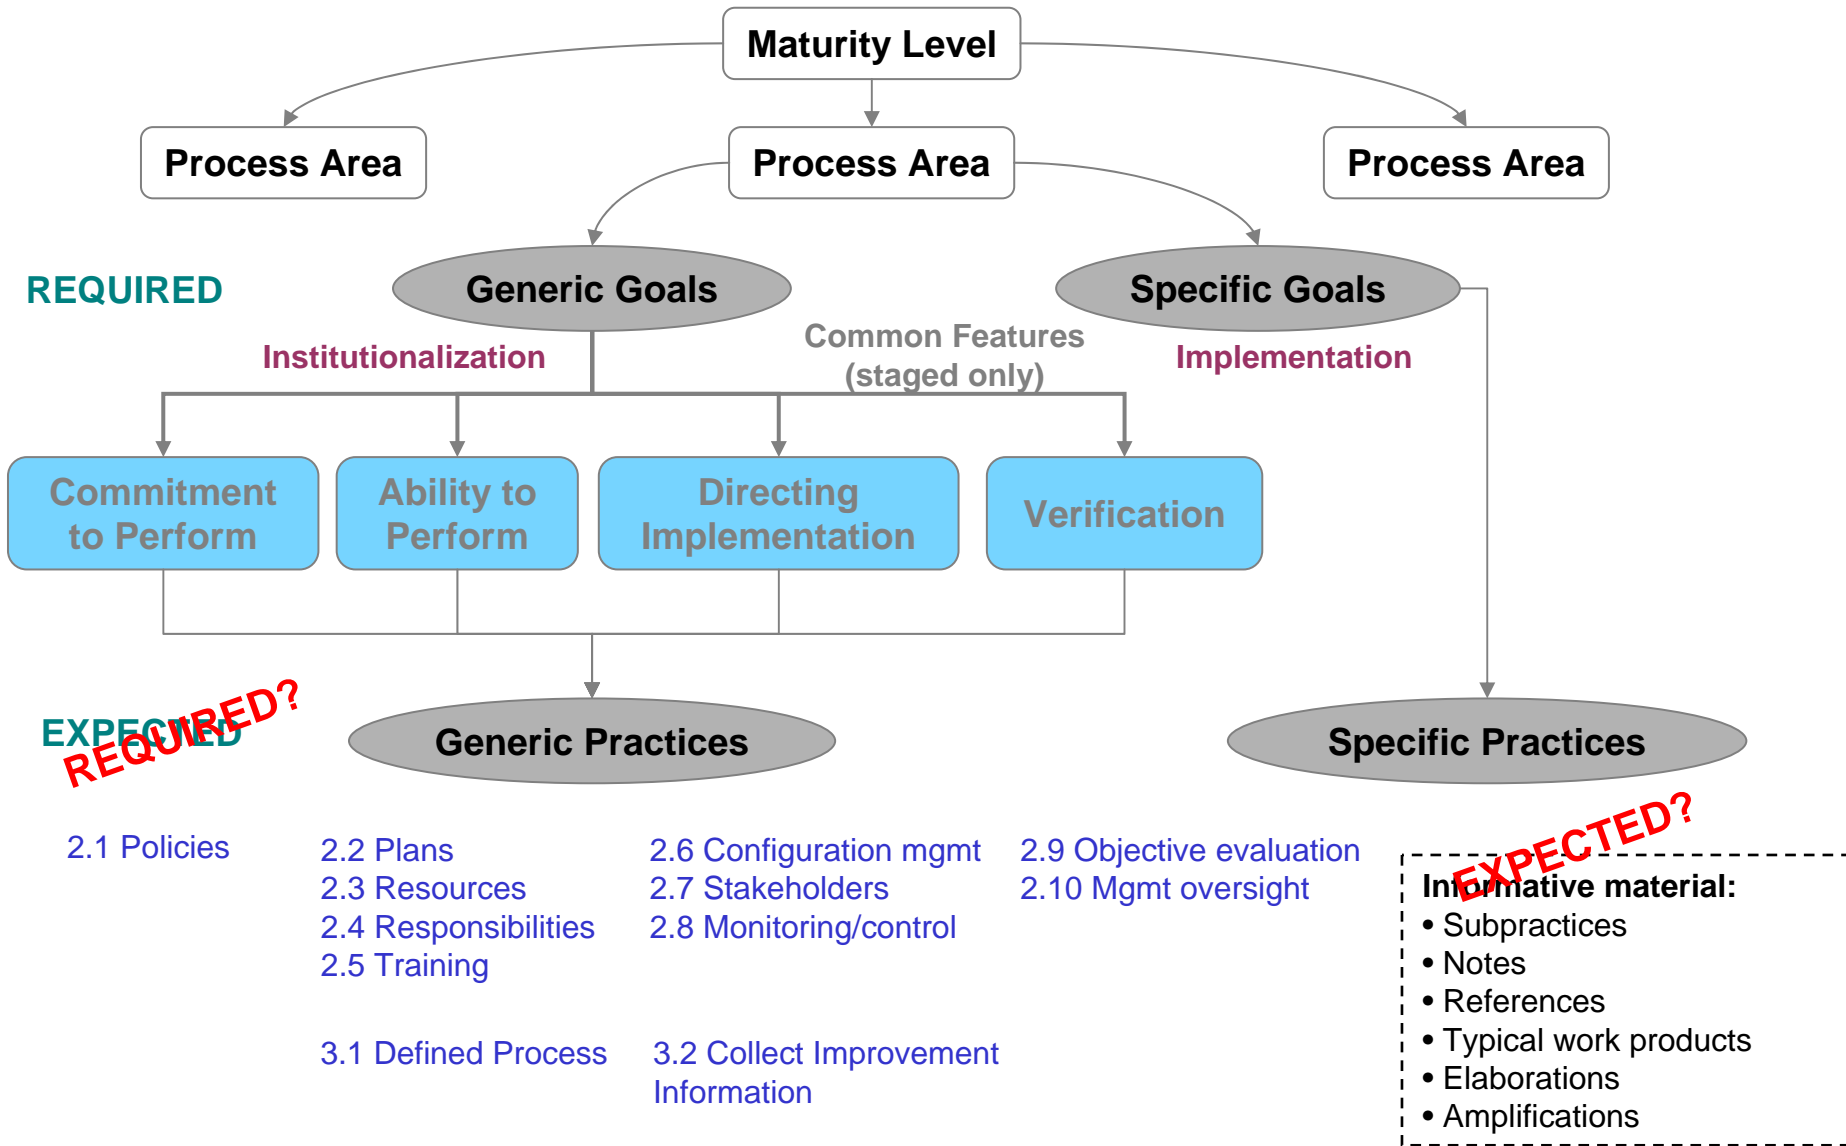 Maturity Level
Process Area
Process Area
Process Area
REQUIRED
Generic Goals
Specific Goals
Institutionalization
Common Features
(staged only)
Implementation
Commitment
to Perform
Ability to
Perform
Directing
Implementation
Verification
EXPECTED
REQUIRED?
Generic Practices
Specific Practices
2.1 Policies
2.2 Plans
2.3 Resources
2.4 Responsibilities
2.5 Training
2.6 Configuration mgmt
2.7 Stakeholders
2.8 Monitoring/control
2.9 Objective evaluation
2.10 Mgmt oversight
3.1 Defined Process
3.2 Collect Improvement
Information
EXPECTED?
Informative material:
• Subpractices
• Notes
• References
• Typical work products
• Elaborations
• Amplifications